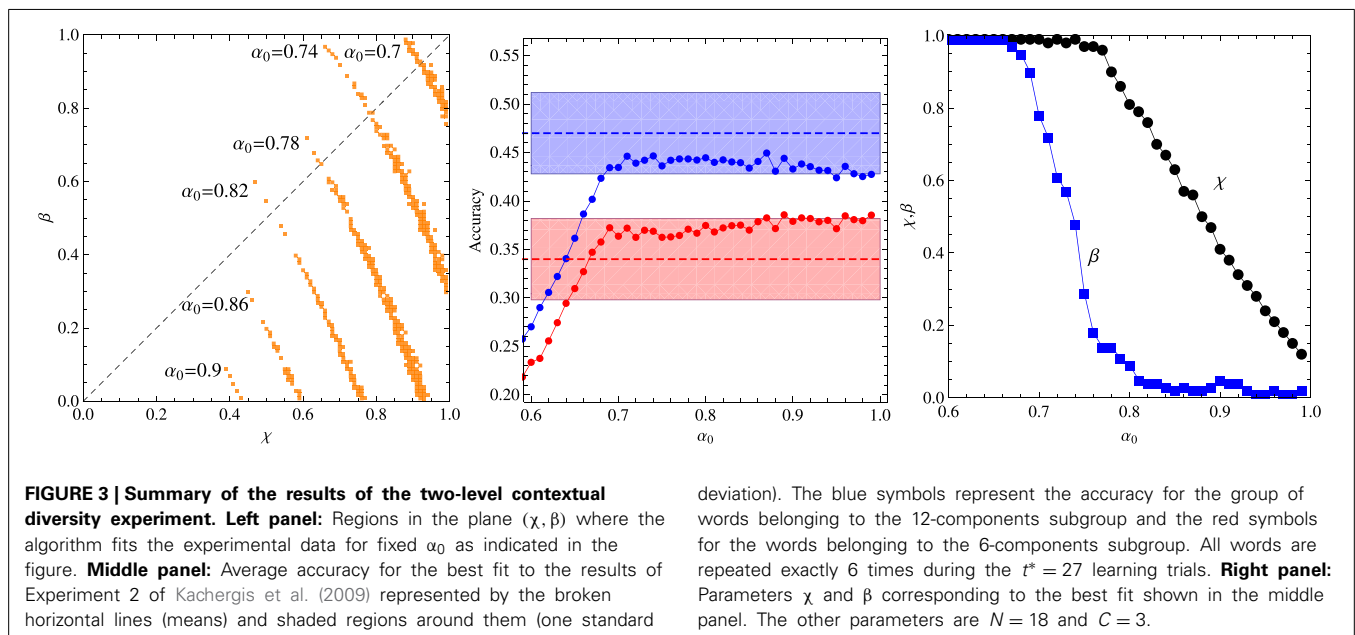 1.0
0.8
0.6
0.4
0.2
0.0
β
α₀=0.74
α₀=0.7
α₀=0.78
α₀=0.82
α₀=0.86
α₀=0.9
0.0 0.2 0.4 0.6 0.8 1.0
χ
0.55
0.50
0.45
0.40
0.35
0.30
0.25
0.20
Accuracy
0.6 0.7 0.8 0.9 1.0
α₀
1.0
0.8
0.6
0.4
0.2
0.0
χ,β
χ
β
0.6 0.7 0.8 0.9 1.0
α₀
FIGURE 3 | Summary of the results of the two-level contextual
diversity experiment. Left panel: Regions in the plane (χ, β) where the
algorithm fits the experimental data for fixed α₀ as indicated in the
figure. Middle panel: Average accuracy for the best fit to the results of
Experiment 2 of Kachergis et al. (2009) represented by the broken
horizontal lines (means) and shaded regions around them (one standard
deviation). The blue symbols represent the accuracy for the group of
words belonging to the 12-components subgroup and the red symbols
for the words belonging to the 6-components subgroup. All words are
repeated exactly 6 times during the t* = 27 learning trials. Right panel:
Parameters χ and β corresponding to the best fit shown in the middle
panel. The other parameters are N = 18 and C = 3.